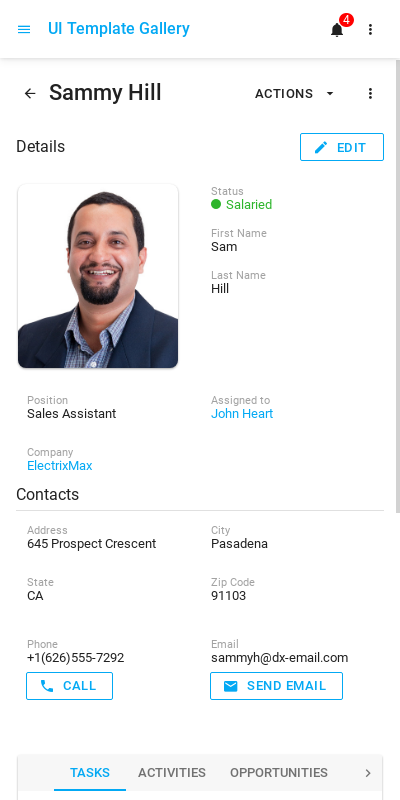 UI Template Gallery
4
Sammy Hill
ACTIONS
Details
EDIT
Status
Salaried
First Name
Sam
Last Name
Hill
Position
Sales Assistant
Assigned to
John Heart
Company
ElectrixMax
Contacts
Address
645 Prospect Crescent
City
Pasadena
State
CA
Zip Code
91103
Phone
+1(626)555-7292
CALL
Email
sammyh@dx-email.com
SEND EMAIL
TASKS ACTIVITIES OPPORTUNITIES